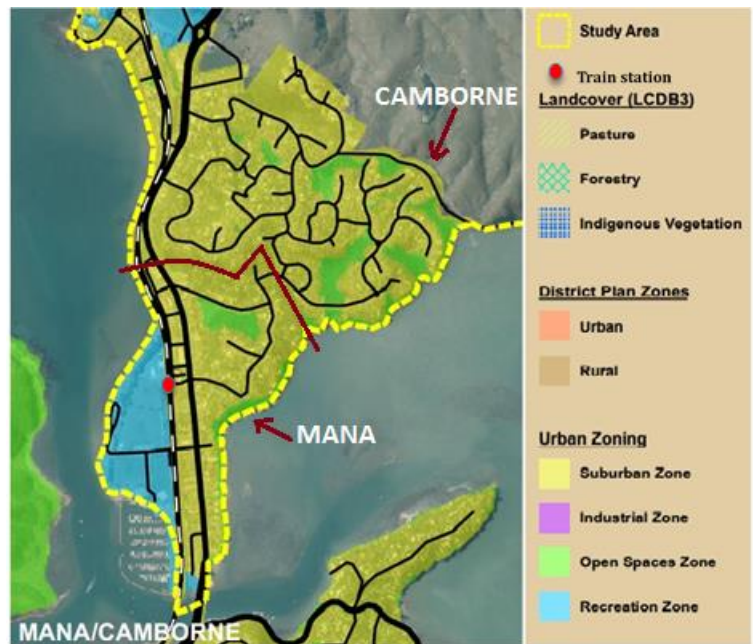 CAMBORNE
MANA
MANA/CAMBORNE
Study Area
Train station
Landcover (LCDB3)
Pasture
Forestry
Indigenous Vegetation
District Plan Zones
Urban
Rural
Urban Zoning
Suburban Zone
Industrial Zone
Open Spaces Zone
Recreation Zone